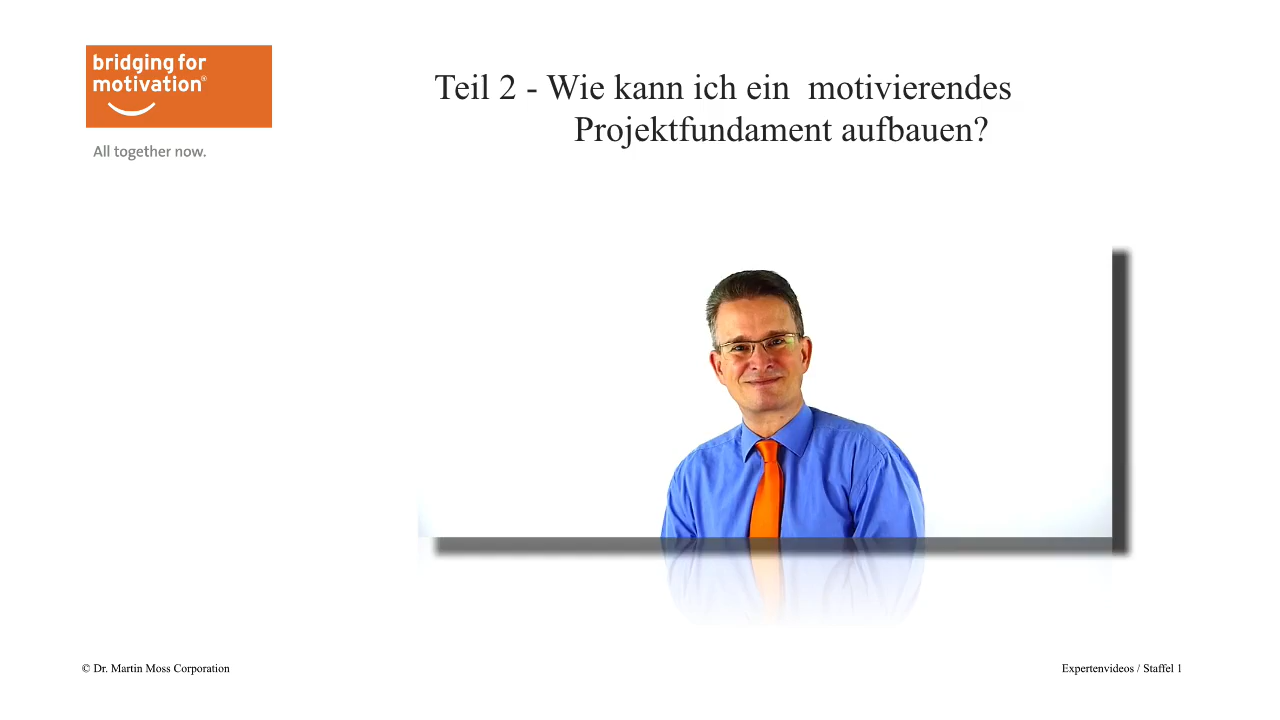 bridging for
motivation®
All together now.
Teil 2 - Wie kann ich ein  motivierendes
Projektfundament aufbauen?
© Dr. Martin Moss Corporation
Expertenvideos / Staffel 1